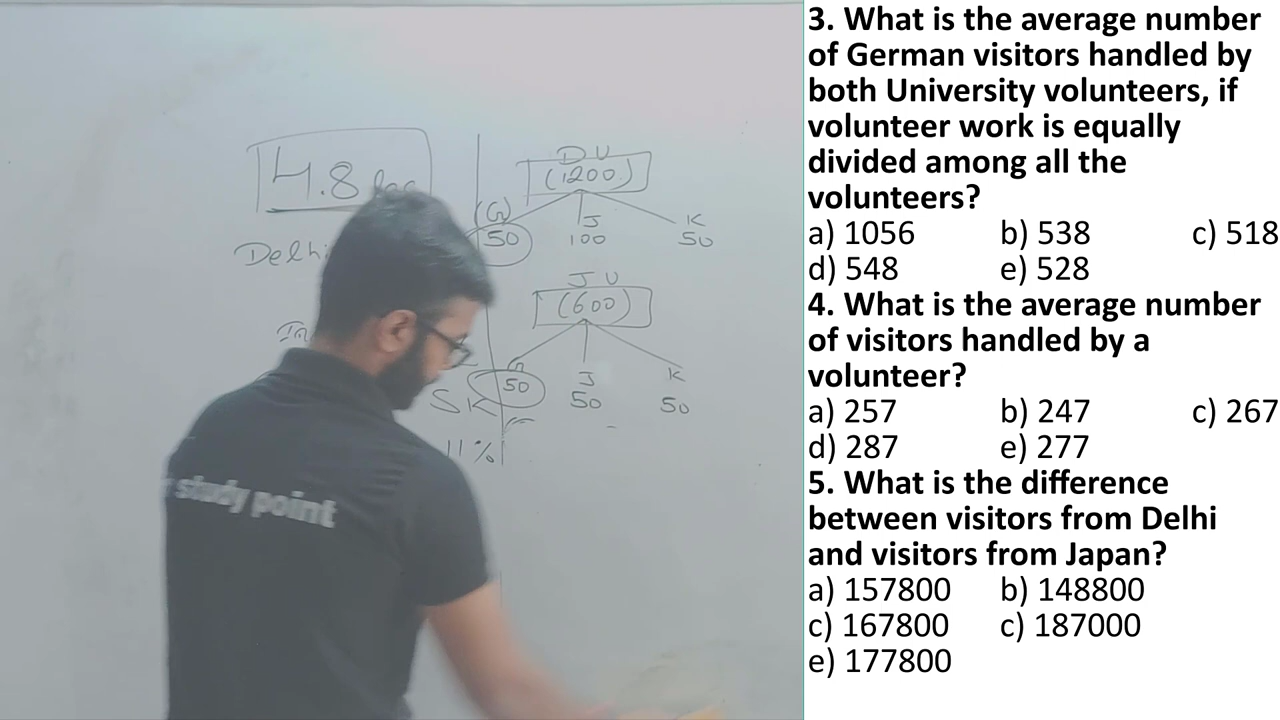 4.8
Delhi
D U
(1200)
(G) J K
50 100 50
J U
(600)
G J K
50 50 50
SK
11%
study point
3. What is the average number
of German visitors handled by
both University volunteers, if
volunteer work is equally
divided among all the
volunteers?
a) 1056 b) 538 c) 518
d) 548 e) 528
4. What is the average number
of visitors handled by a
volunteer?
a) 257 b) 247 c) 267
d) 287 e) 277
5. What is the difference
between visitors from Delhi
and visitors from Japan?
a) 157800 b) 148800
c) 167800 c) 187000
e) 177800